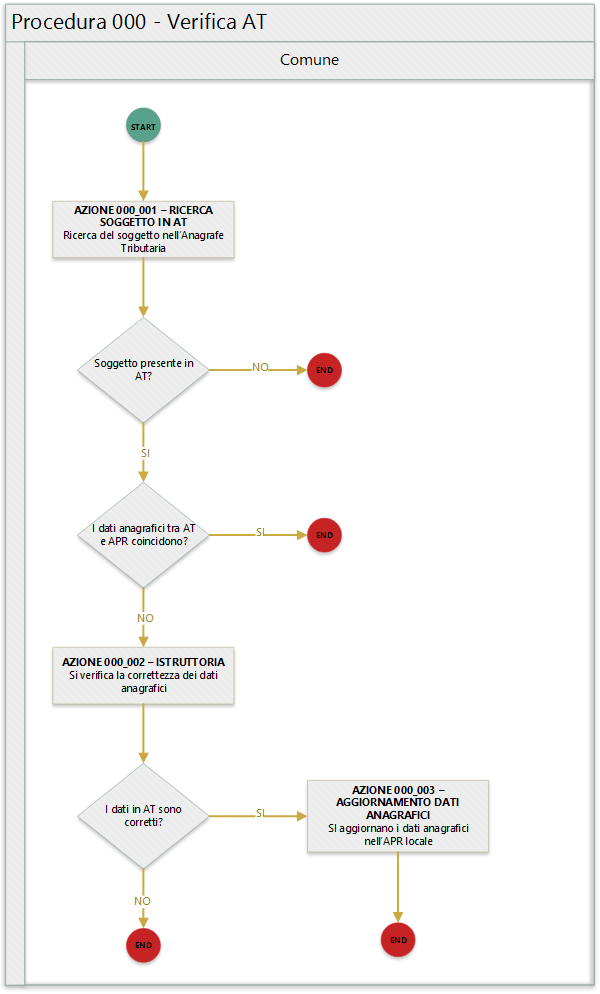 Procedura 000 - Verifica AT
Comune
START
AZIONE 000_001 – RICERCA
SOGGETTO IN AT
Ricerca del soggetto nell'Anagrafe
Tributaria
Soggetto presente in
AT?
NO
END
SI
I dati anagrafici tra AT
e APR coincidono?
SI
END
NO
AZIONE 000_002 – ISTRUTTORIA
Si verifica la correttezza dei dati
anagrafici
I dati in AT sono
corretti?
SI
AZIONE 000_003 –
AGGIORNAMENTO DATI
ANAGRAFICI
SI aggiornano i dati anagrafici
nell'APR locale
NO
END
END